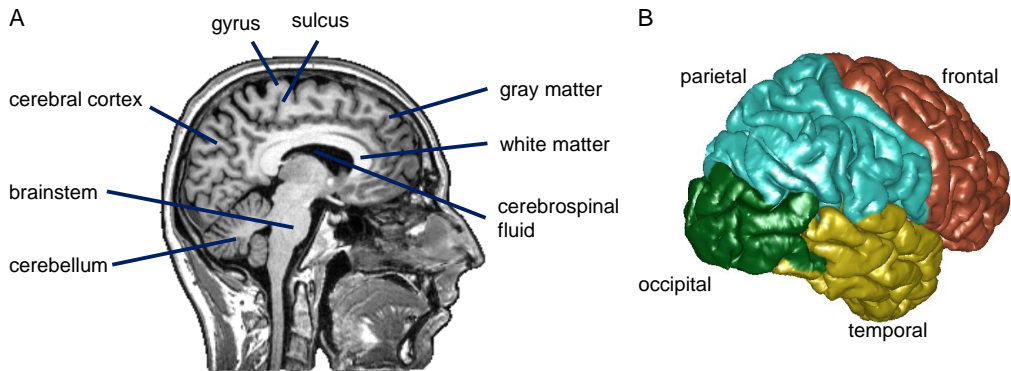 A
gyrus
sulcus
cerebral cortex
brainstem
cerebellum
gray matter
white matter
cerebrospinal
fluid
B
parietal
frontal
occipital
temporal